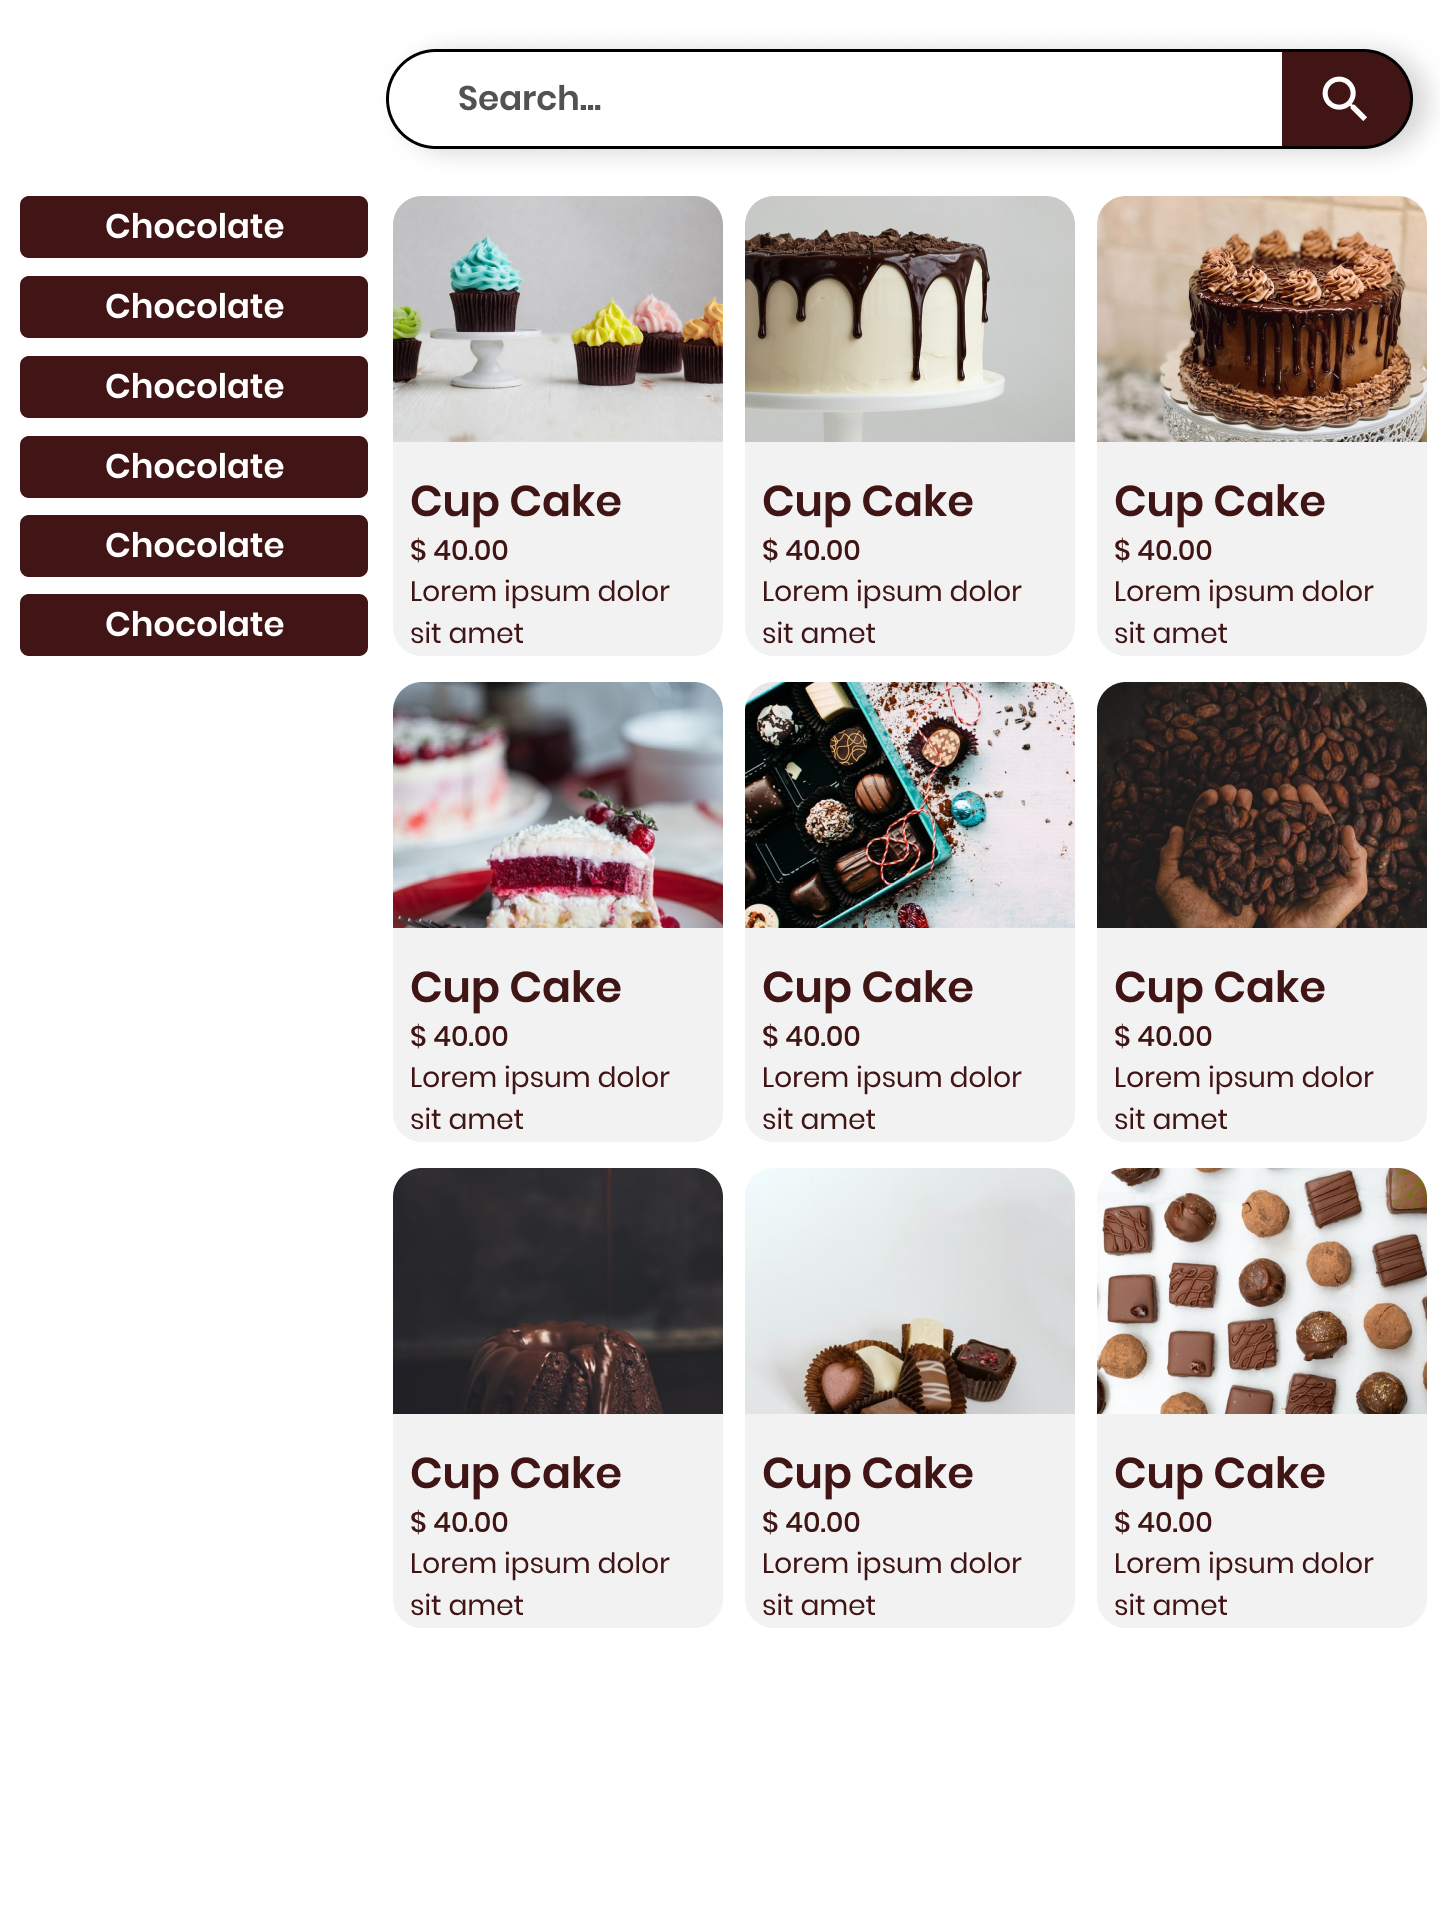 Search...
Chocolate
Chocolate
Chocolate
Chocolate
Chocolate
Chocolate
Cup Cake
$ 40.00
Lorem ipsum dolor
sit amet
Cup Cake
$ 40.00
Lorem ipsum dolor
sit amet
Cup Cake
$ 40.00
Lorem ipsum dolor
sit amet
Cup Cake
$ 40.00
Lorem ipsum dolor
sit amet
Cup Cake
$ 40.00
Lorem ipsum dolor
sit amet
Cup Cake
$ 40.00
Lorem ipsum dolor
sit amet
Cup Cake
$ 40.00
Lorem ipsum dolor
sit amet
Cup Cake
$ 40.00
Lorem ipsum dolor
sit amet
Cup Cake
$ 40.00
Lorem ipsum dolor
sit amet